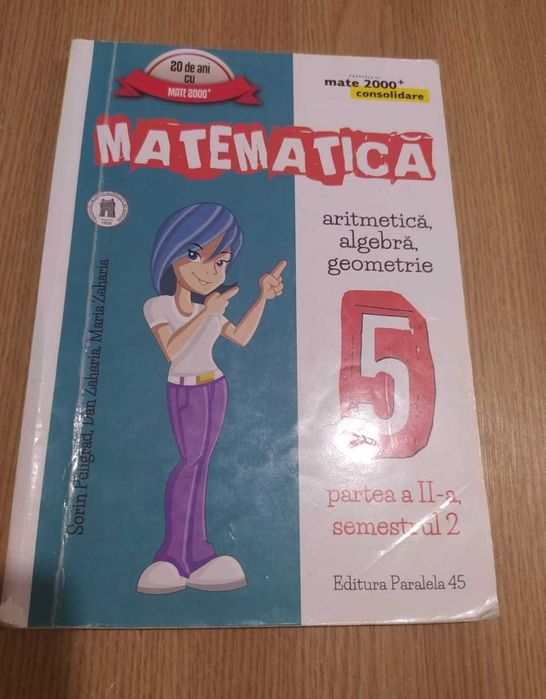 20 de ani
cu
MATE 2000+
mate 2000+
consolidare
MATEMATICĂ
aritmetică,
algebră,
geometrie
5
partea a II-a,
semestrul 2
Sorin Peligrad, Dan Zaharia, Maria Zaharia
Editura Paralela 45